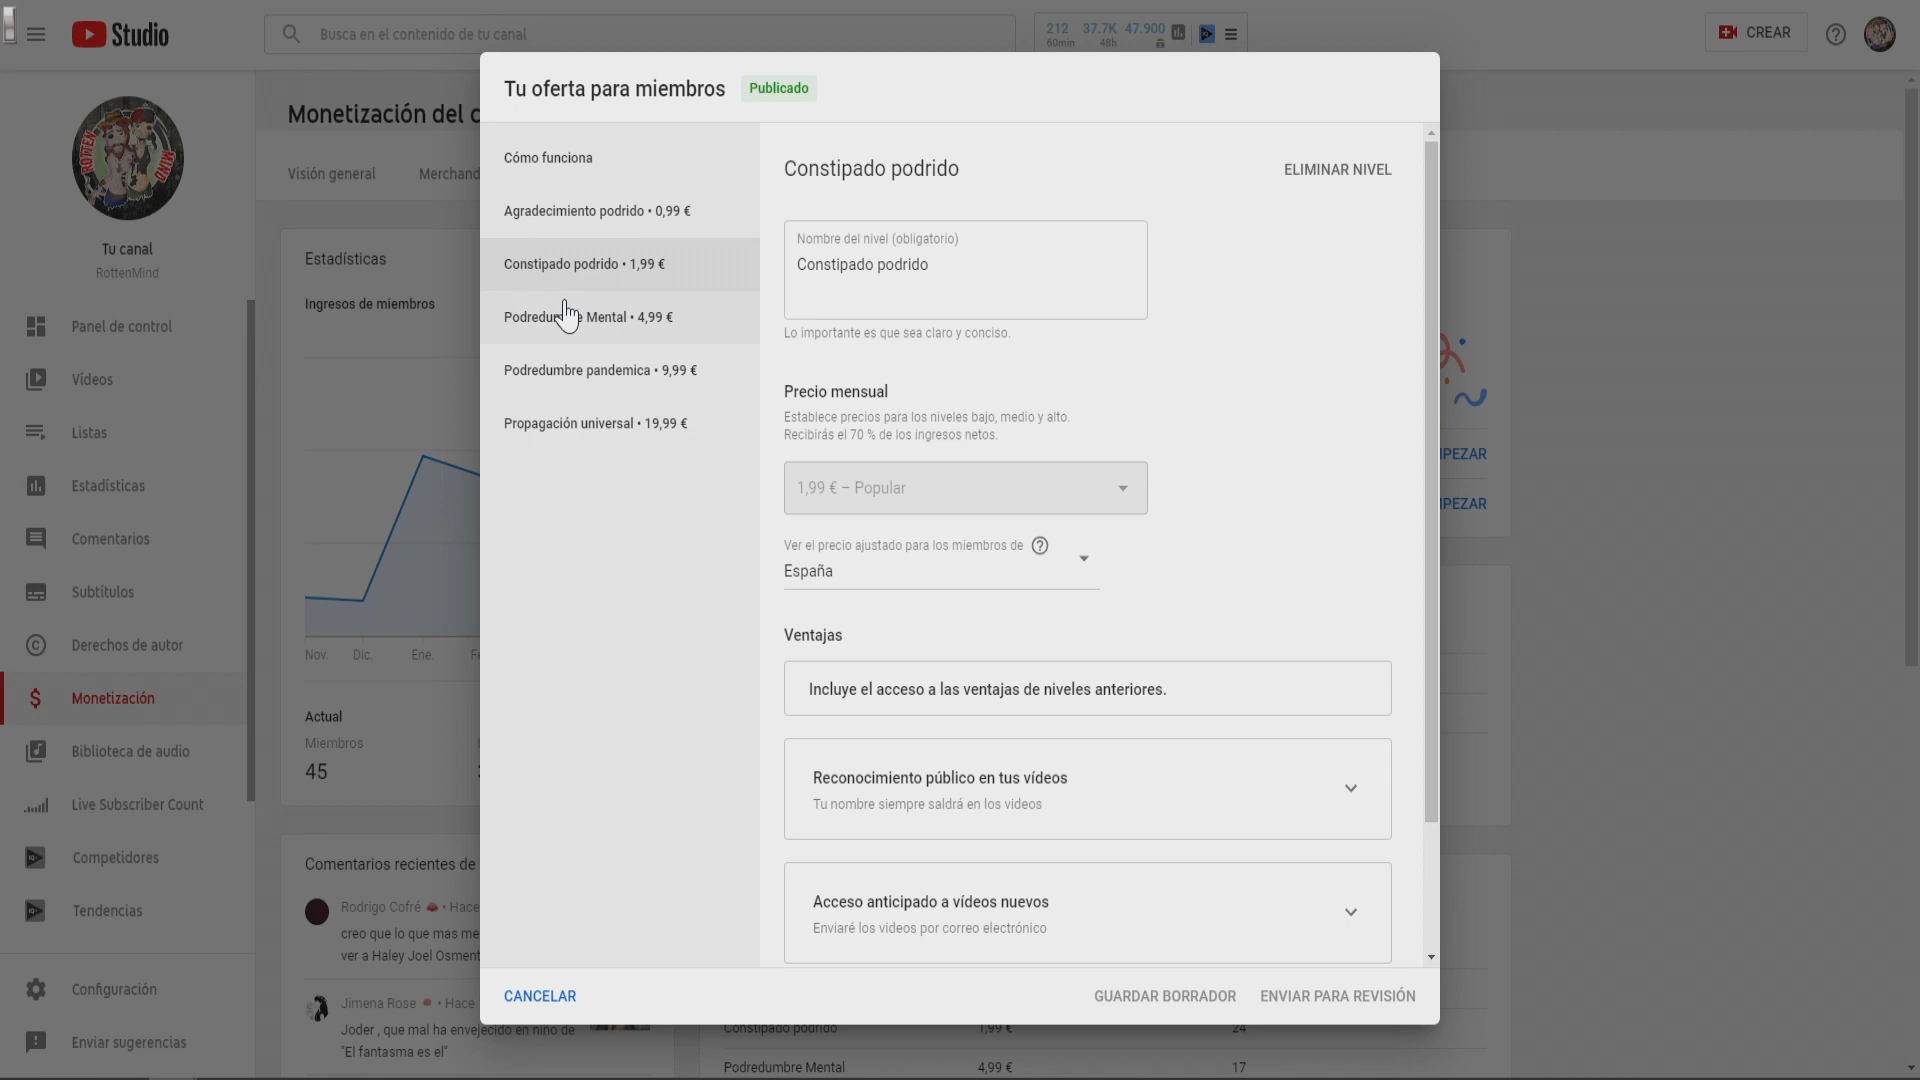 Studio
Busca en el contenido de tu canal
212 37.7K 47.900
60min 48h
CREAR
Monetización del c
Visión general Merchand
ROTTEN MIND
Tu canal
RottenMind
Panel de control
Vídeos
Listas
Estadísticas
Comentarios
Subtítulos
Derechos de autor
Monetización
Biblioteca de audio
Live Subscriber Count
Competidores
Tendencias
Configuración
Enviar sugerencias
Estadísticas
Ingresos de miembros
Nov. Dic. Ene.
Actual
Miembros
45
Comentarios recientes de
Rodrigo Cofré • Hace
creo que lo que mas me
ver a Haley Joel Osment
Jimena Rose • Hace
Joder , que mal ha envejecido en niño de
"El fantasma es el"
Tu oferta para miembros Publicado
Cómo funciona
Agradecimiento podrido • 0,99 €
Constipado podrido • 1,99 €
Podredumbre Mental • 4,99 €
Podredumbre pandemica • 9,99 €
Propagación universal • 19,99 €
Constipado podrido
ELIMINAR NIVEL
Nombre del nivel (obligatorio)
Constipado podrido
Lo importante es que sea claro y conciso.
Precio mensual
Establece precios para los niveles bajo, medio y alto.
Recibirás el 70 % de los ingresos netos.
1,99 € – Popular
Ver el precio ajustado para los miembros de
España
Ventajas
Incluye el acceso a las ventajas de niveles anteriores.
Reconocimiento público en tus vídeos
Tu nombre siempre saldrá en los videos
Acceso anticipado a vídeos nuevos
Enviaré los videos por correo electrónico
CANCELAR
GUARDAR BORRADOR
ENVIAR PARA REVISIÓN
PEZAR
PEZAR
Constipado podrido 1,99 € 24
Podredumbre Mental 4,99 € 17